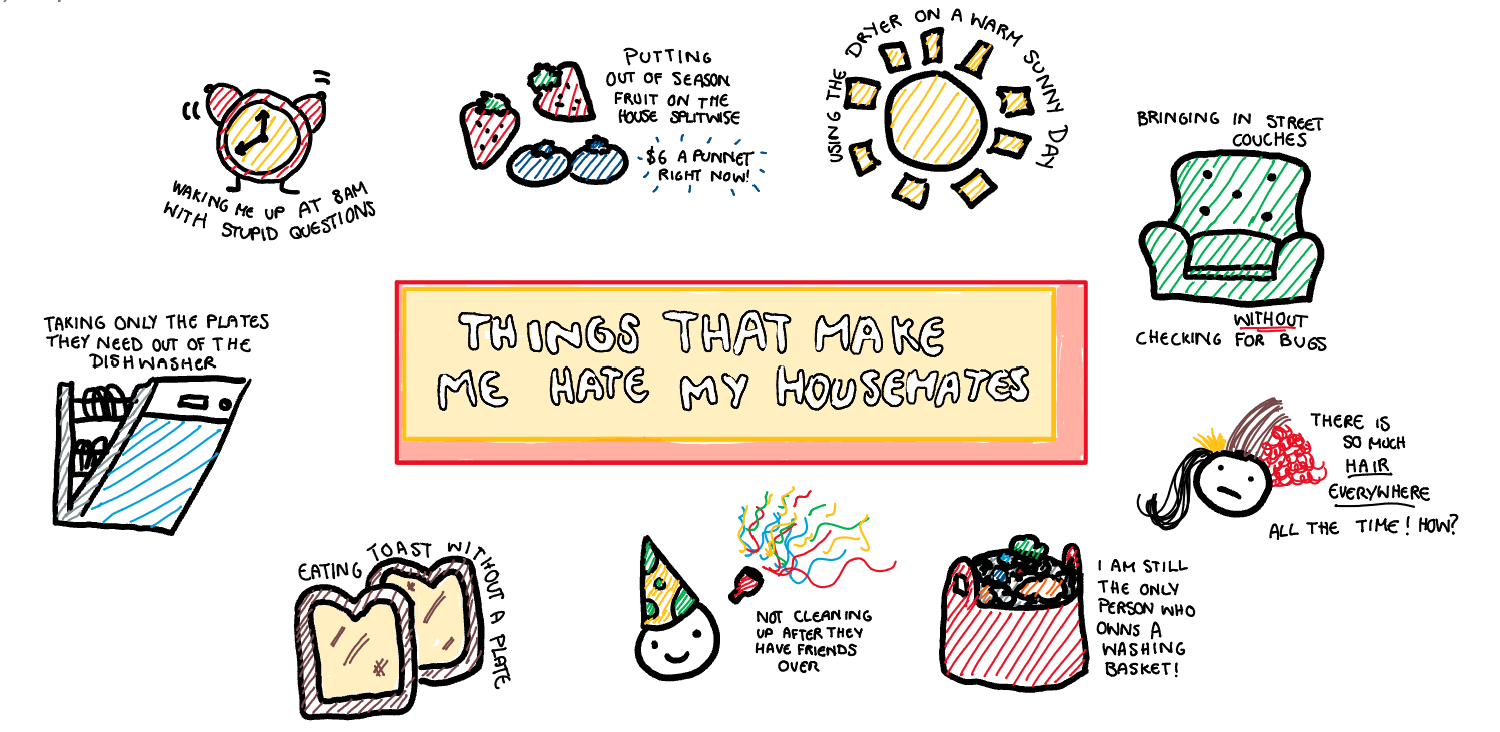 WAKING ME UP AT 8AM
WITH STUPID QUESTIONS
PUTTING
OUT OF SEASON
FRUIT ON THE
HOUSE SPLITWISE
$6 A PUNNET
RIGHT NOW!
USING THE DRYER ON A WARM SUNNY DAY
BRINGING IN STREET
COUCHES
WITHOUT
CHECKING FOR BUGS
TAKING ONLY THE PLATES
THEY NEED OUT OF THE
DISHWASHER
THINGS THAT MAKE
ME HATE MY HOUSEMATES
THERE IS
SO MUCH
HAIR
EVERYWHERE
ALL THE TIME! HOW?
EATING TOAST WITHOUT A PLATE
NOT CLEANING
UP AFTER THEY
HAVE FRIENDS
OVER
I AM STILL
THE ONLY
PERSON WHO
OWNS A
WASHING
BASKET!